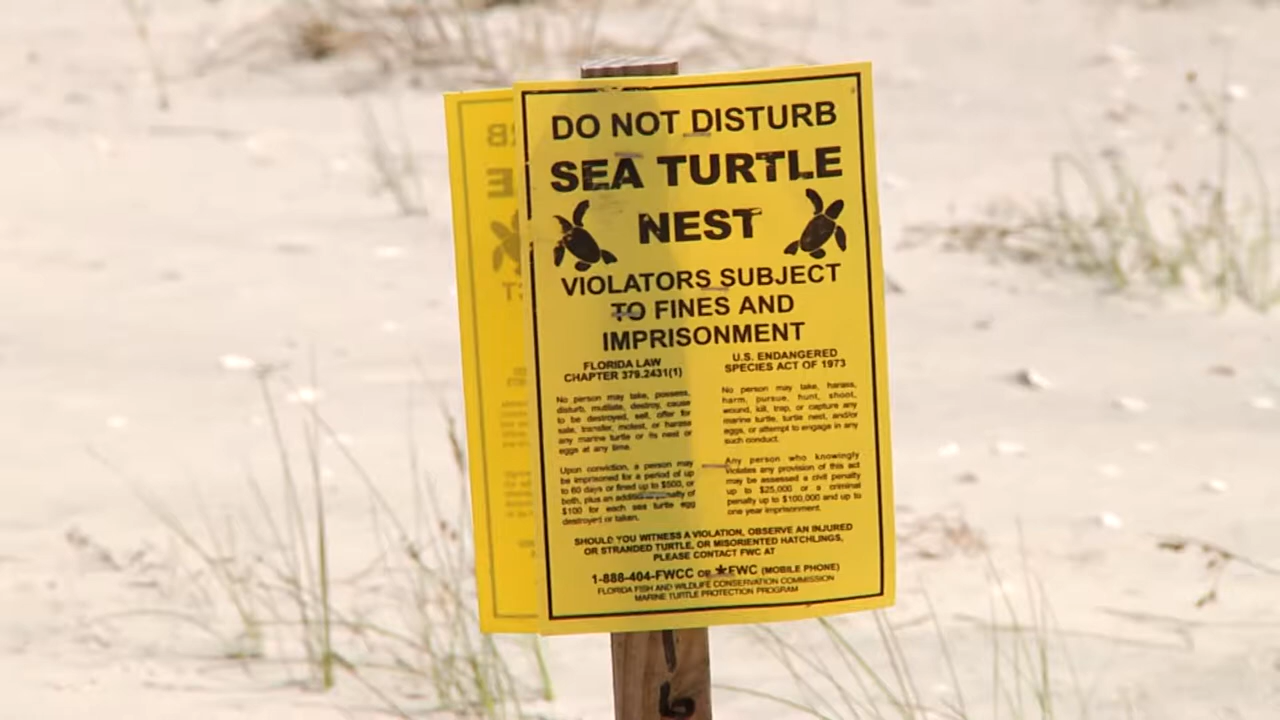 DO NOT DISTURB
SEA TURTLE
NEST
VIOLATORS SUBJECT
TO FINES AND
IMPRISONMENT
FLORIDA LAW
CHAPTER 379.2431(1)
No person may take, possess,
disturb, mutilate, destroy, cause
to be destroyed, sell, offer for
sale, transfer, molest, or harass
any marine turtle or its nest or
eggs at any time.
Upon conviction, a person may
be imprisoned for a period of up
to 60 days or fined up to $500, or
both, plus an additional penalty of
$100 for each sea turtle egg
destroyed or taken.
U.S. ENDANGERED
SPECIES ACT OF 1973
No person may take, harass,
harm, pursue, hunt, shoot,
wound, kill, trap, or capture any
marine turtle, turtle nest, and/or
eggs, or attempt to engage in any
such conduct.
Any person who knowingly
violates any provision of this act
may be assessed a civil penalty
up to $25,000 or a criminal
penalty up to $100,000 and up to
one year imprisonment.
SHOULD YOU WITNESS A VIOLATION, OBSERVE AN INJURED
OR STRANDED TURTLE, OR MISORIENTED HATCHLINGS,
PLEASE CONTACT FWC AT
1-888-404-FWCC OR *FWC (MOBILE PHONE)
FLORIDA FISH AND WILDLIFE CONSERVATION COMMISSION
MARINE TURTLE PROTECTION PROGRAM